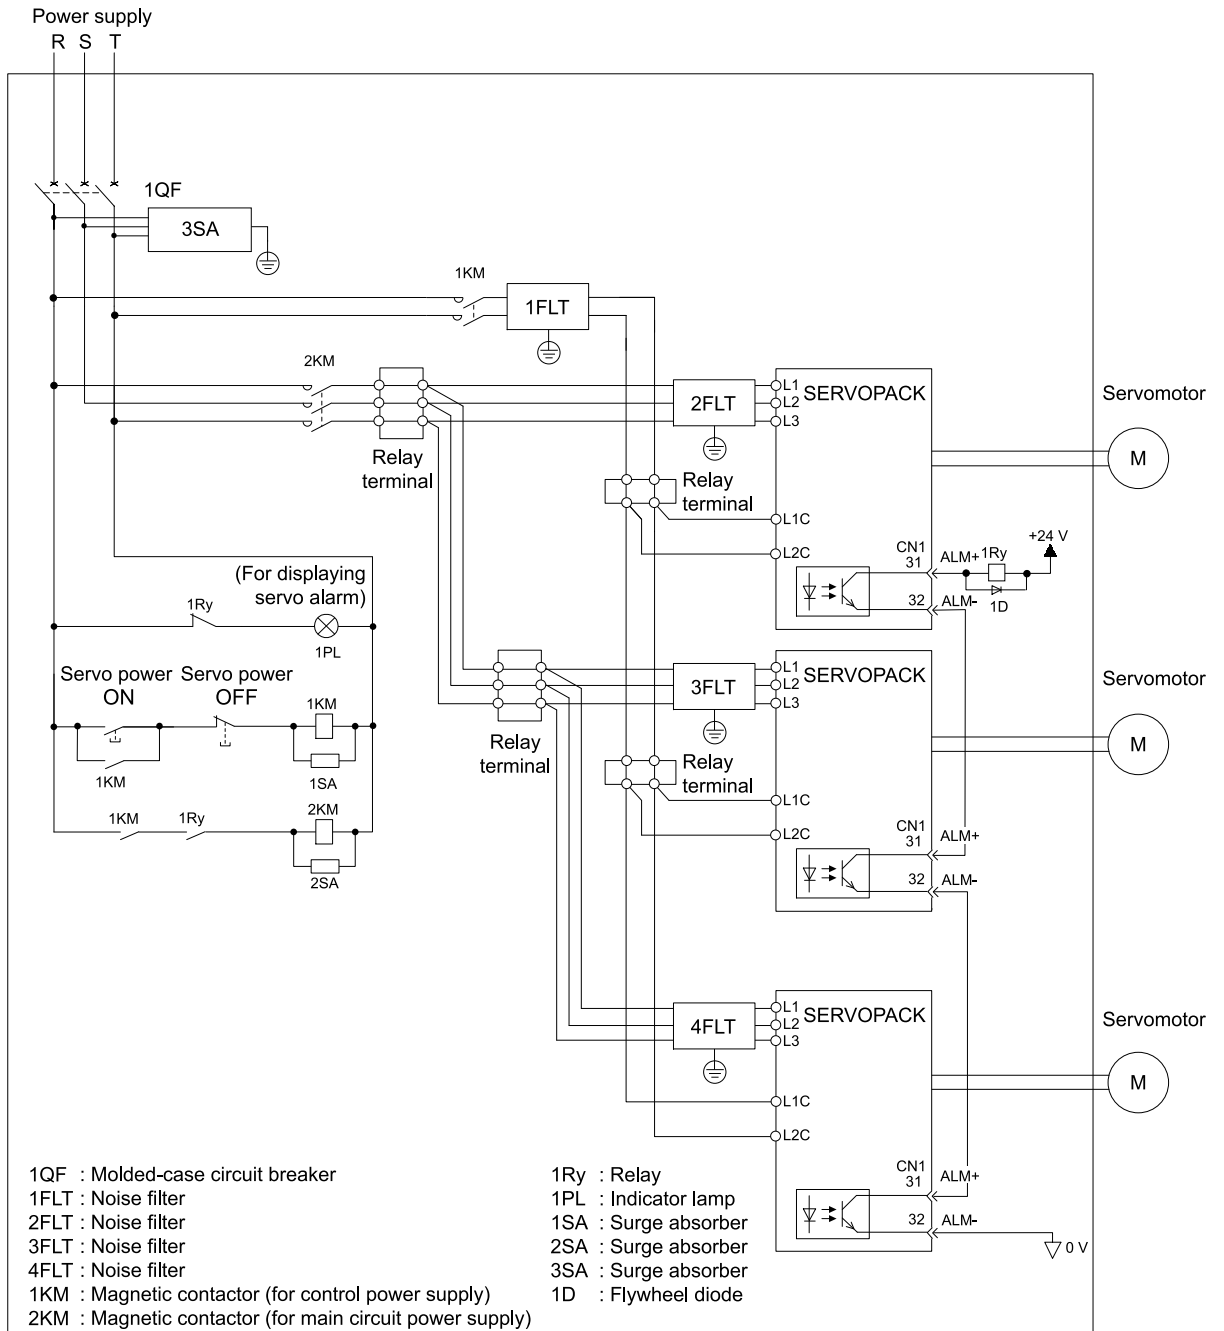 Power supply
R S T
1QF
3SA
1KM
1FLT
2KM
Relay
terminal
2FLT
L1
L2
L3
SERVOPACK
Servomotor
M
Relay
terminal
L1C
L2C
CN1
31
ALM+
1Ry
+24 V
32
ALM-
1D
(For displaying
servo alarm)
1Ry
1PL
Servo power
ON
Servo power
OFF
1KM
1KM
1SA
1KM
1Ry
2KM
2SA
Relay
terminal
3FLT
L1
L2
L3
SERVOPACK
Servomotor
M
Relay
terminal
L1C
L2C
CN1
31
ALM+
32
ALM-
4FLT
L1
L2
L3
SERVOPACK
Servomotor
M
L1C
L2C
CN1
31
ALM+
32
ALM-
0 V
1QF : Molded-case circuit breaker
1FLT : Noise filter
2FLT : Noise filter
3FLT : Noise filter
4FLT : Noise filter
1KM : Magnetic contactor (for control power supply)
2KM : Magnetic contactor (for main circuit power supply)
1Ry : Relay
1PL : Indicator lamp
1SA : Surge absorber
2SA : Surge absorber
3SA : Surge absorber
1D : Flywheel diode